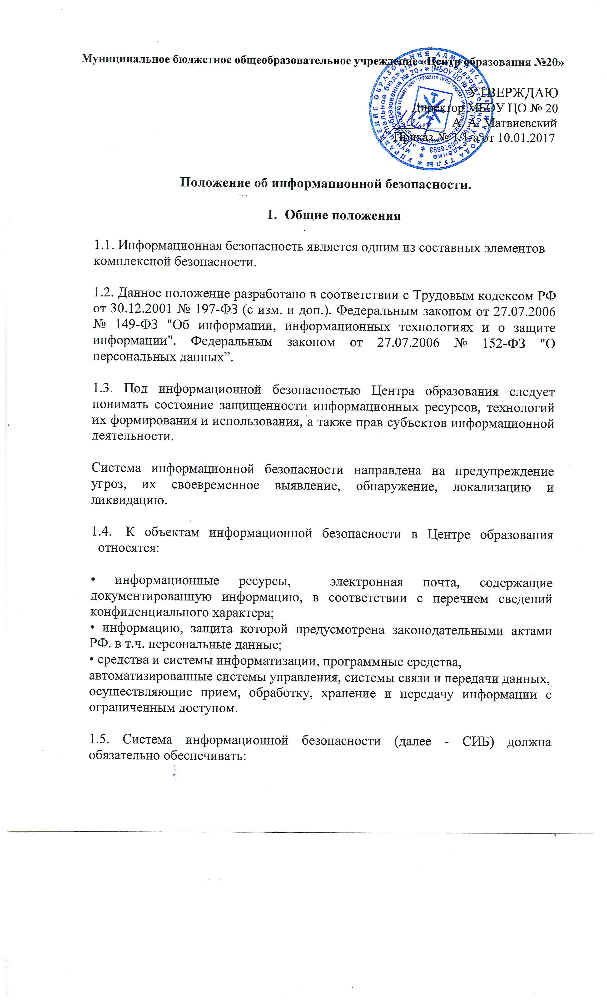 Муниципальное бюджетное общеобразовательное учреждение «Центр образования №20»
УТВЕРЖДАЮ
Директор МБОУ ЦО № 20
А. А. Матвиевский
Приказ № 1/1-а от 10.01.2017
УПРАВЛЕНИЕ ОБРАЗОВАНИЯ АДМИНИСТРАЦИИ ГОРОДА ТУЛЫ *
муниципальное бюджетное общеобразовательное учреждение *
«Центр образования № 20» * (МБОУ ЦО № 20) * ОГРН 1027100976693 *
ОКПО 14366621 ИНН 7107055118 ОКПО 14366621 ИНН 7107055118
Положение об информационной безопасности.
1. Общие положения
1.1. Информационная безопасность является одним из составных элементов
комплексной безопасности.
1.2. Данное положение разработано в соответствии с Трудовым кодексом РФ
от 30.12.2001 № 197-ФЗ (с изм. и доп.). Федеральным законом от 27.07.2006
№ 149-ФЗ "Об информации, информационных технологиях и о защите
информации". Федеральным законом от 27.07.2006 № 152-ФЗ "О
персональных данных”.
1.3. Под информационной безопасностью Центра образования следует
понимать состояние защищенности информационных ресурсов, технологий
их формирования и использования, а также прав субъектов информационной
деятельности.
Система информационной безопасности направлена на предупреждение
угроз, их своевременное выявление, обнаружение, локализацию и
ликвидацию.
1.4. К объектам информационной безопасности в Центре образования
относятся:
• информационные ресурсы, электронная почта, содержащие
документированную информацию, в соответствии с перечнем сведений
конфиденциального характера;
• информацию, защита которой предусмотрена законодательными актами
РФ. в т.ч. персональные данные;
• средства и системы информатизации, программные средства,
автоматизированные системы управления, системы связи и передачи данных,
осуществляющие прием, обработку, хранение и передачу информации с
ограниченным доступом.
1.5. Система информационной безопасности (далее - СИБ) должна
обязательно обеспечивать: